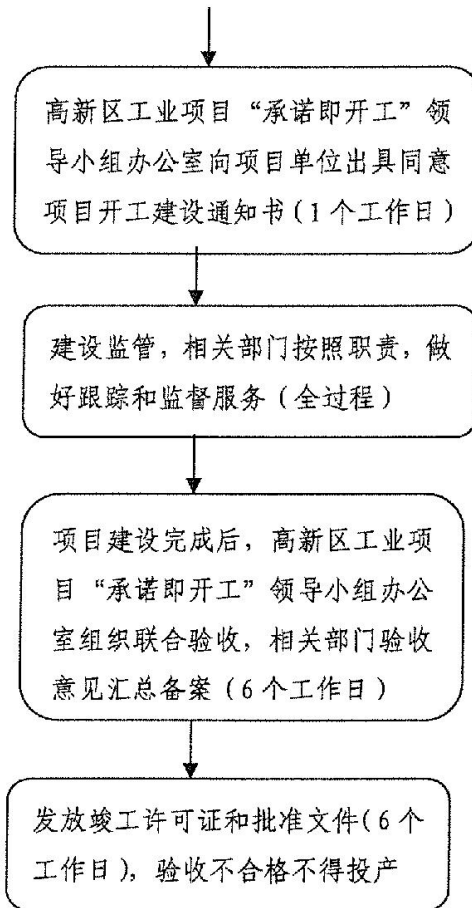 高新区工业项目“承诺即开工”领
导小组办公室向项目单位出具同意
项目开工建设通知书(1个工作日)
建设监管,相关部门按照职责,做
好跟踪和监督服务(全过程)
项目建设完成后,高新区工业项
目“承诺即开工”领导小组办公
室组织联合验收,相关部门验收
意见汇总备案(6个工作日)
发放竣工许可证和批准文件(6个
工作日),验收不合格不得投产